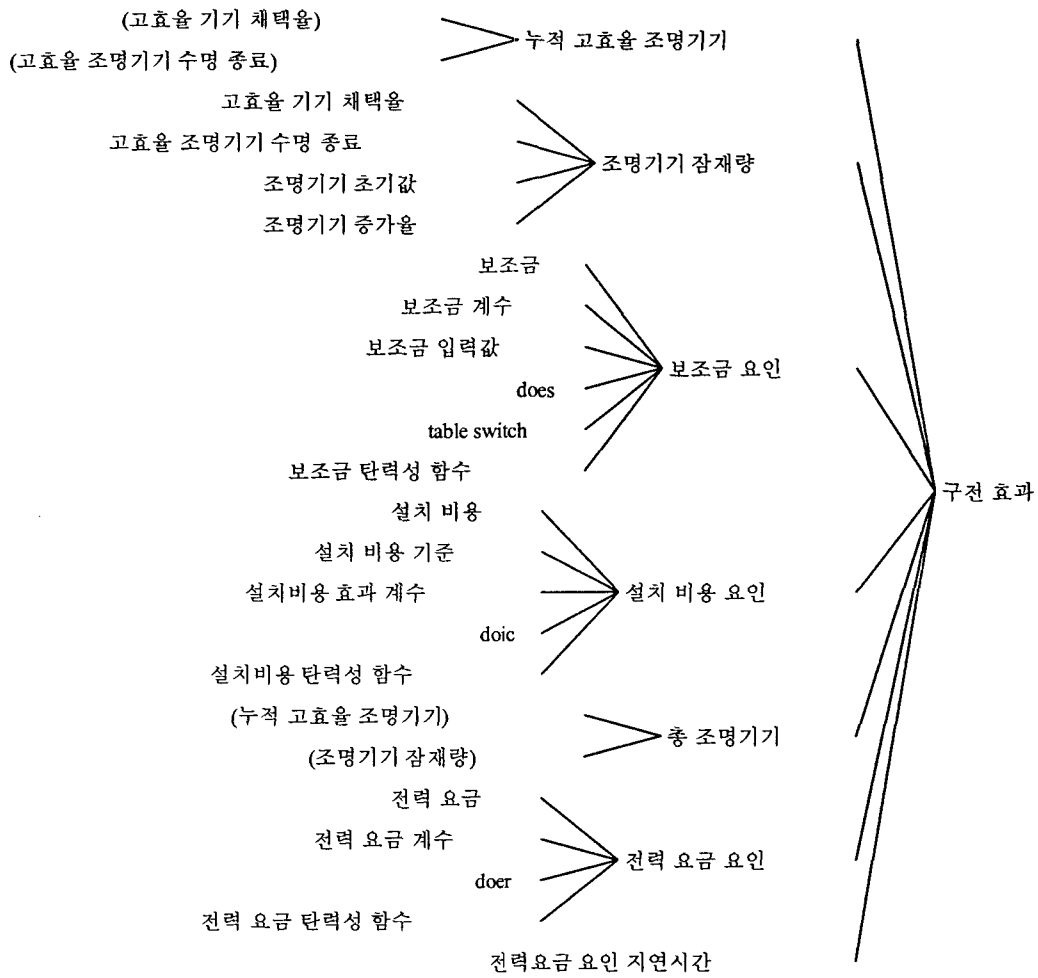 (고효율 기기 채택율)
(고효율 조명기기 수명 종료)
누적 고효율 조명기기
고효율 기기 채택율
고효율 조명기기 수명 종료
조명기기 초기값
조명기기 증가율
조명기기 잠재량
보조금
보조금 계수
보조금 입력값
does
table switch
보조금 탄력성 함수
보조금 요인
설치 비용
설치 비용 기준
설치비용 효과 계수
doic
설치비용 탄력성 함수
설치 비용 요인
(누적 고효율 조명기기)
(조명기기 잠재량)
총 조명기기
전력 요금
전력 요금 계수
doer
전력 요금 탄력성 함수
전력 요금 요인
전력요금 요인 지연시간
구전 효과